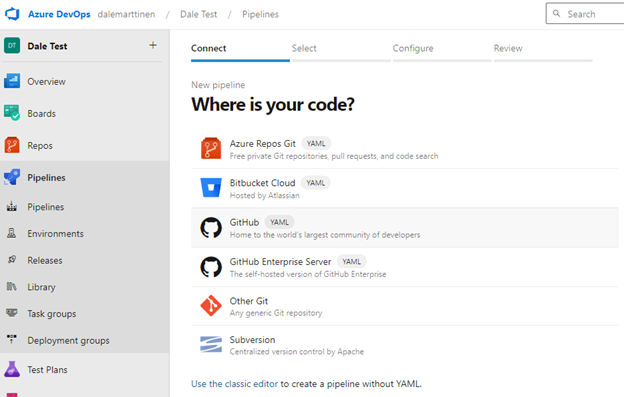 Azure DevOps dalemarttinen / Dale Test / Pipelines
Search
DT Dale Test +
Overview
Boards
Repos
Pipelines
Pipelines
Environments
Releases
Library
Task groups
Deployment groups
Test Plans
Connect Select Configure Review
New pipeline
Where is your code?
Azure Repos Git YAML
Free private Git repositories, pull requests, and code search
Bitbucket Cloud YAML
Hosted by Atlassian
GitHub YAML
Home to the world's largest community of developers
GitHub Enterprise Server YAML
The self-hosted version of GitHub Enterprise
Other Git
Any generic Git repository
Subversion
Centralized version control by Apache
Use the classic editor to create a pipeline without YAML.